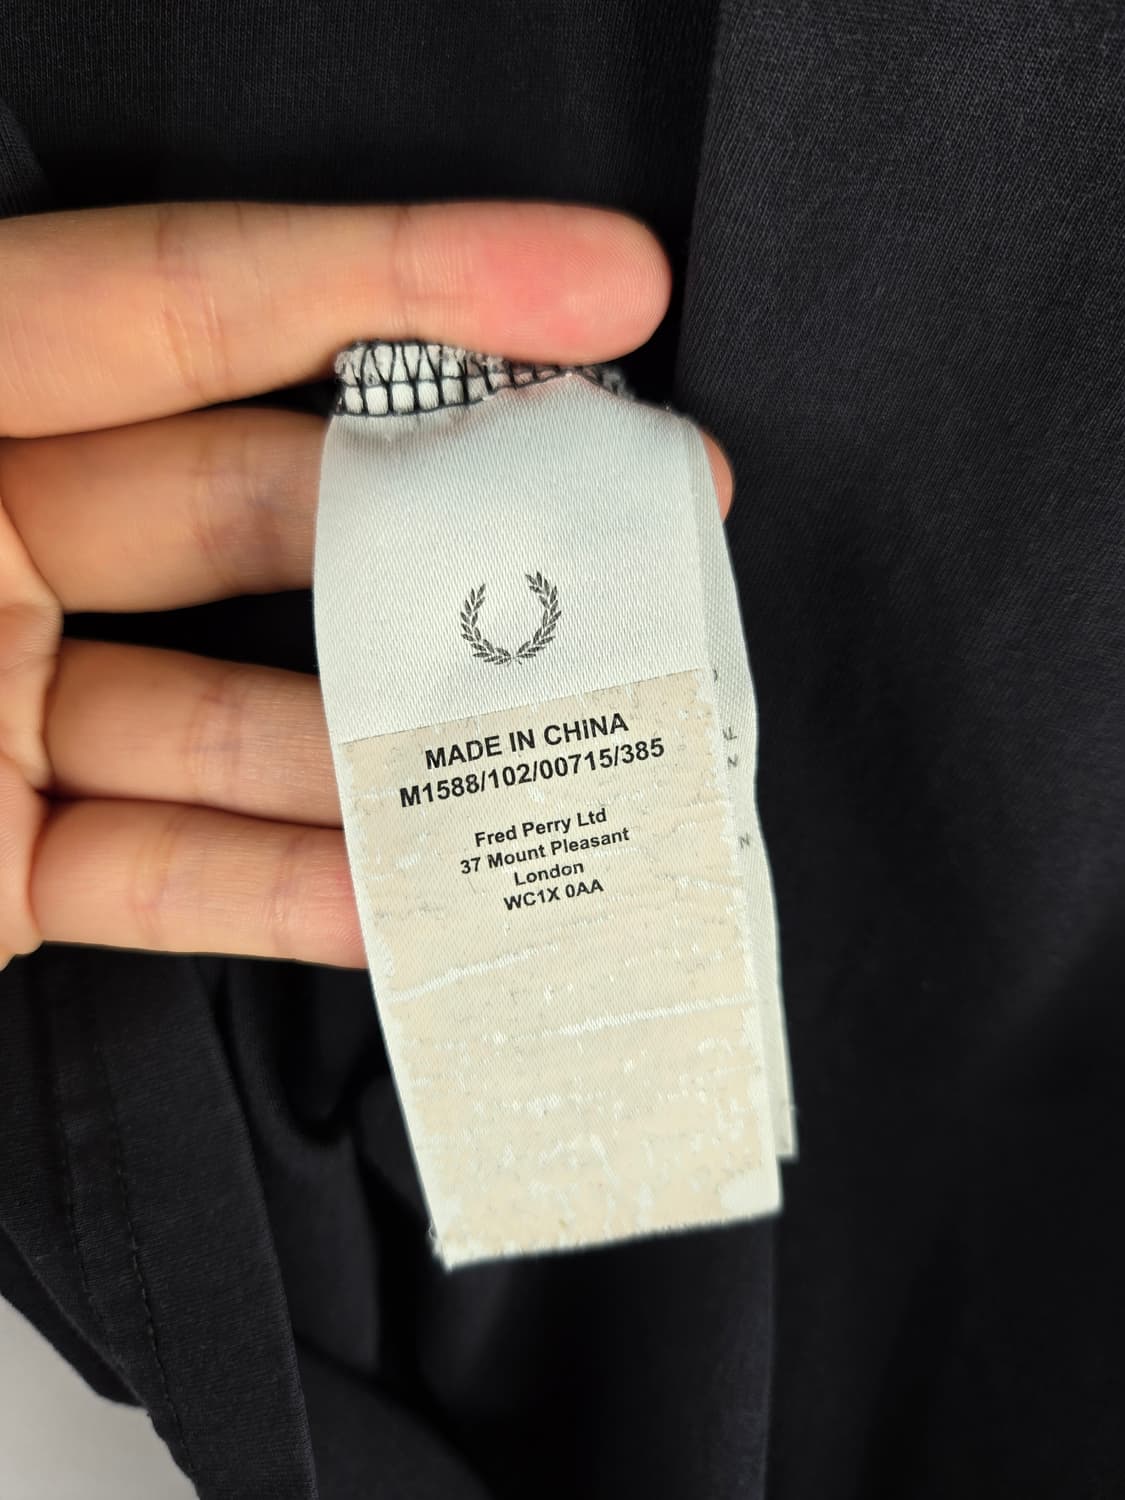 MADE IN CHINA
M1588/102/00715/385
Fred Perry Ltd
37 Mount Pleasant
London
WC1X 0AA